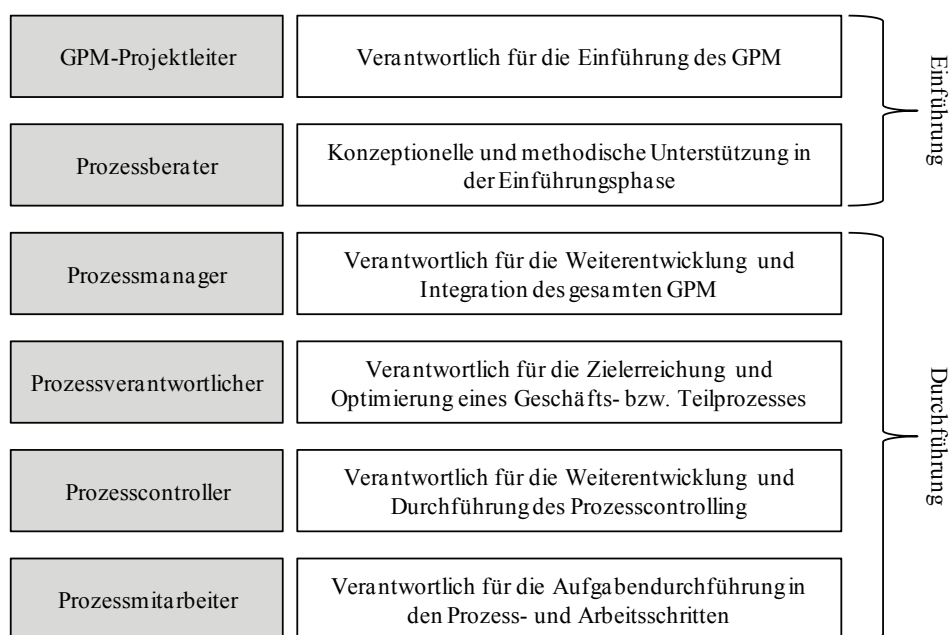 GPM-Projektleiter
Verantwortlich für die Einführung des GPM
Prozessberater
Konzeptionelle und methodische Unterstützung in
der Einführungsphase
Einführung
Prozessmanager
Verantwortlich für die Weiterentwicklung und
Integration des gesamten GPM
Prozessverantwortlicher
Verantwortlich für die Zielerreichung und
Optimierung eines Geschäfts- bzw. Teilprozesses
Prozesscontroller
Verantwortlich für die Weiterentwicklung und
Durchführung des Prozesscontrolling
Prozessmitarbeiter
Verantwortlich für die Aufgabendurchführung in
den Prozess- und Arbeitsschritten
Durchführung